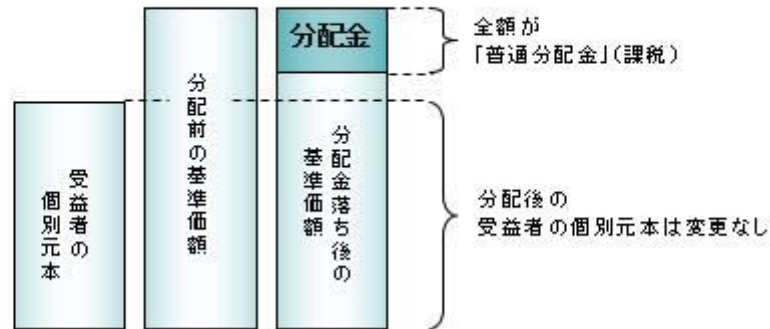 分配金
全額が
「普通分配金」(課税)
分配前の基準価額
受益者の
個別元本
分配金落ち後の
基準価額
分配後の
受益者の個別元本は変更なし